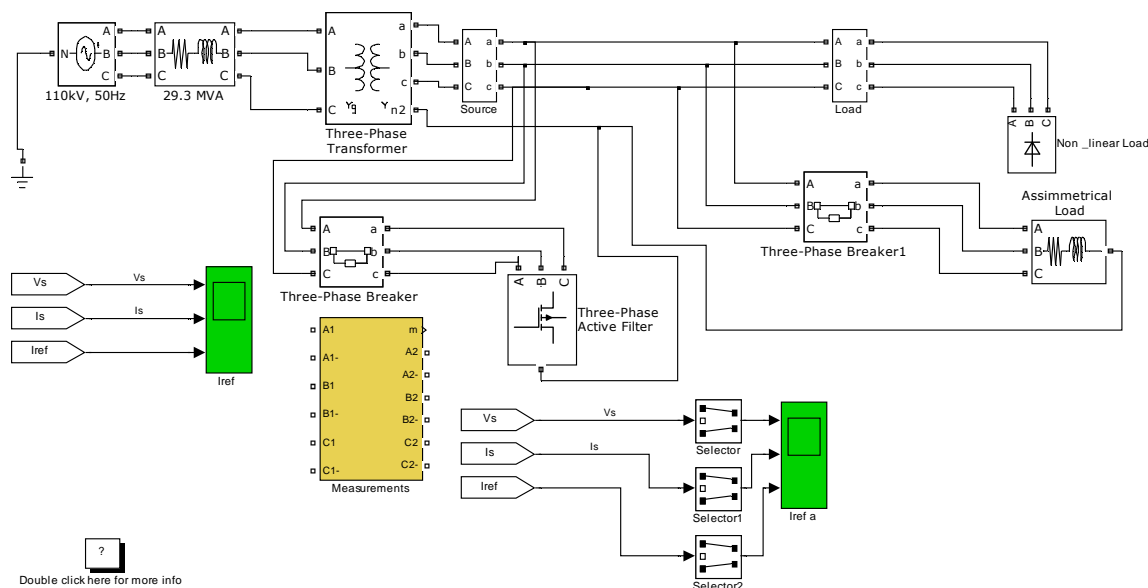 A
B
C
N
110kV, 50Hz
A
B
C
A
B
C
29.3 MVA
A
B
C
a
b
c
n2
Yg
Y
Three-Phase
Transformer
A
B
C
a
b
c
Source
A
B
C
a
b
c
Load
A
B
C
Non _linear Load
A
B
C
a
b
c
Three-Phase Breaker1
Assimmetrical
Load
A
B
C
A
B
C
a
b
c
Three-Phase Breaker
A
B
C
Three-Phase
Active Filter
Vs
Vs
Is
Is
Iref
Iref
A1
A1-
B1
B1-
C1
C1-
m
A2
A2-
B2
B2-
C2
C2-
Measurements
Vs
Vs
Is
Is
Iref
Selector
Selector1
Selector2
Iref a
?
Double click here for more info